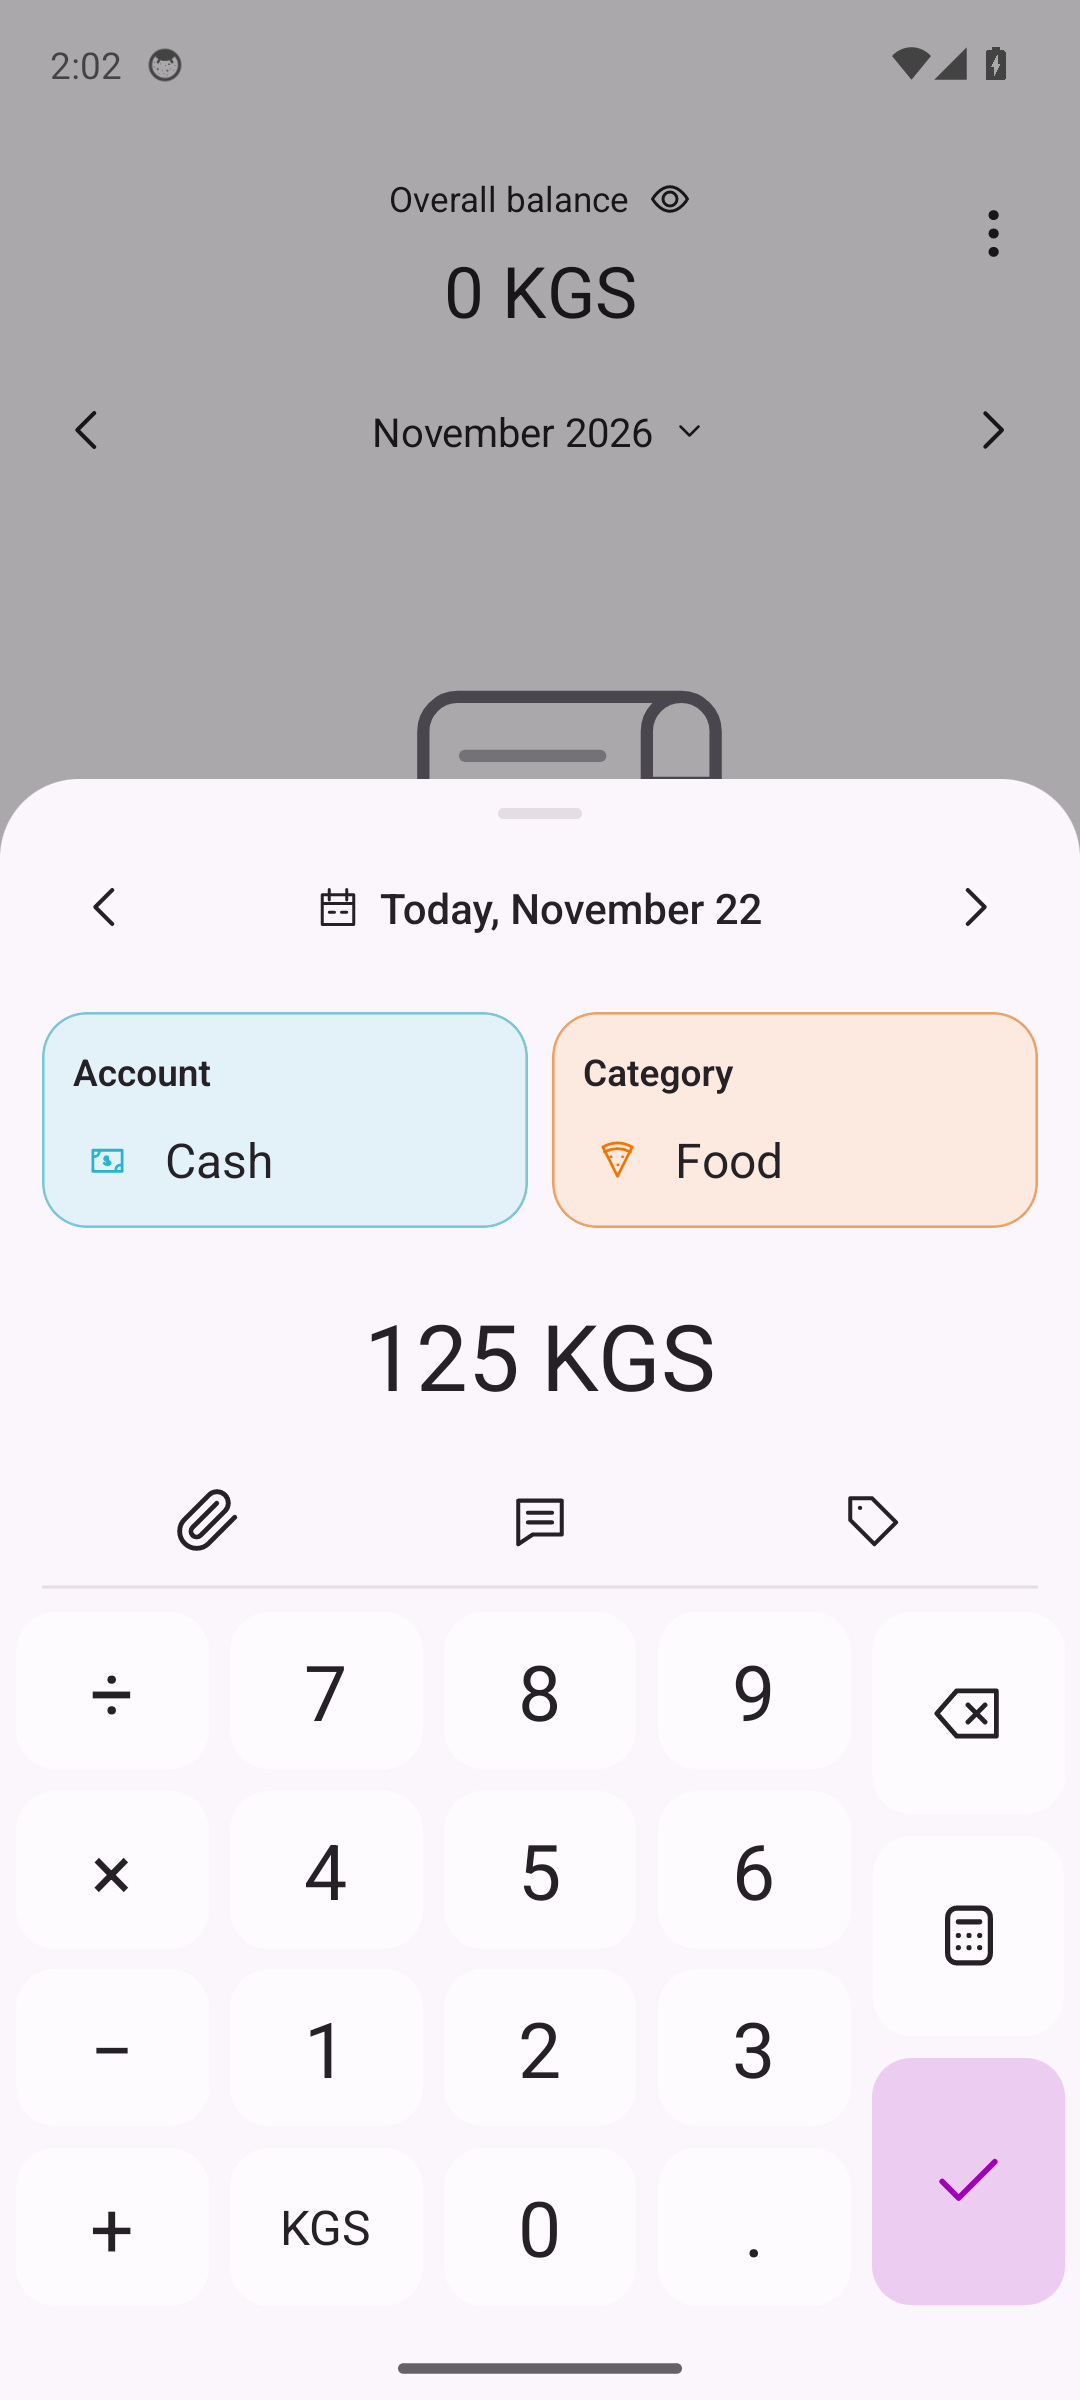 2:02
Overall balance
0 KGS
November 2026
Today, November 22
Account
Cash
Category
Food
125 KGS
÷ 7 8 9
× 4 5 6
− 1 2 3
+ KGS 0 .